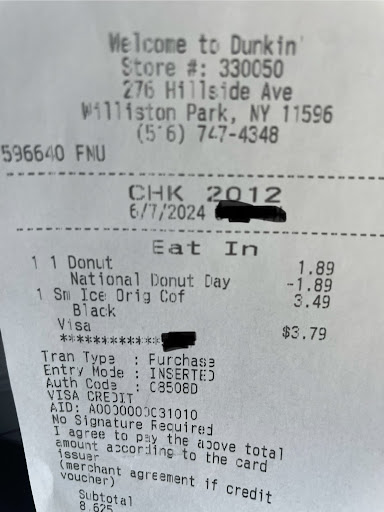 Welcome to Dunkin'
Store #: 330050
276 Hillside Ave
Williston Park, NY 11596
(516) 747-4348
596640 FNU
CHK 2012
6/7/2024
Eat In
1 1 Donut 1.89
National Donut Day -1.89
1 Sm Ice Orig Cof 3.49
Black
Visa $3.79
************
Tran Type : Purchase
Entry Mode : INSERTED
Auth Code : C8508D
VISA CREDIT
AID: A0000000031010
No Signature Required
I agree to pay the above total
amount according to the card
issuer
(merchant agreement if credit
voucher)
Subtotal
8.625